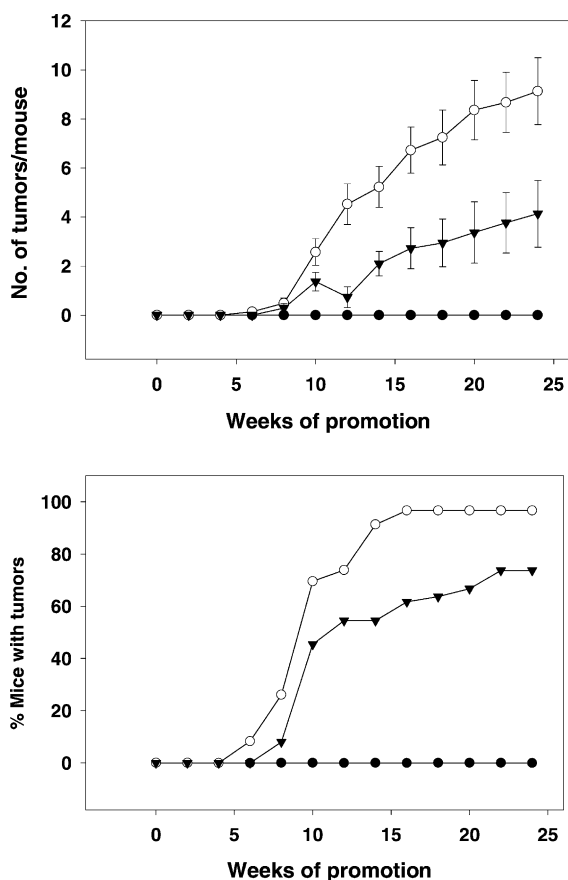 12
10
8
6
4
2
0
No. of tumors/mouse
0 5 10 15 20 25
Weeks of promotion
100
80
60
40
20
0
% Mice with tumors
0 5 10 15 20 25
Weeks of promotion